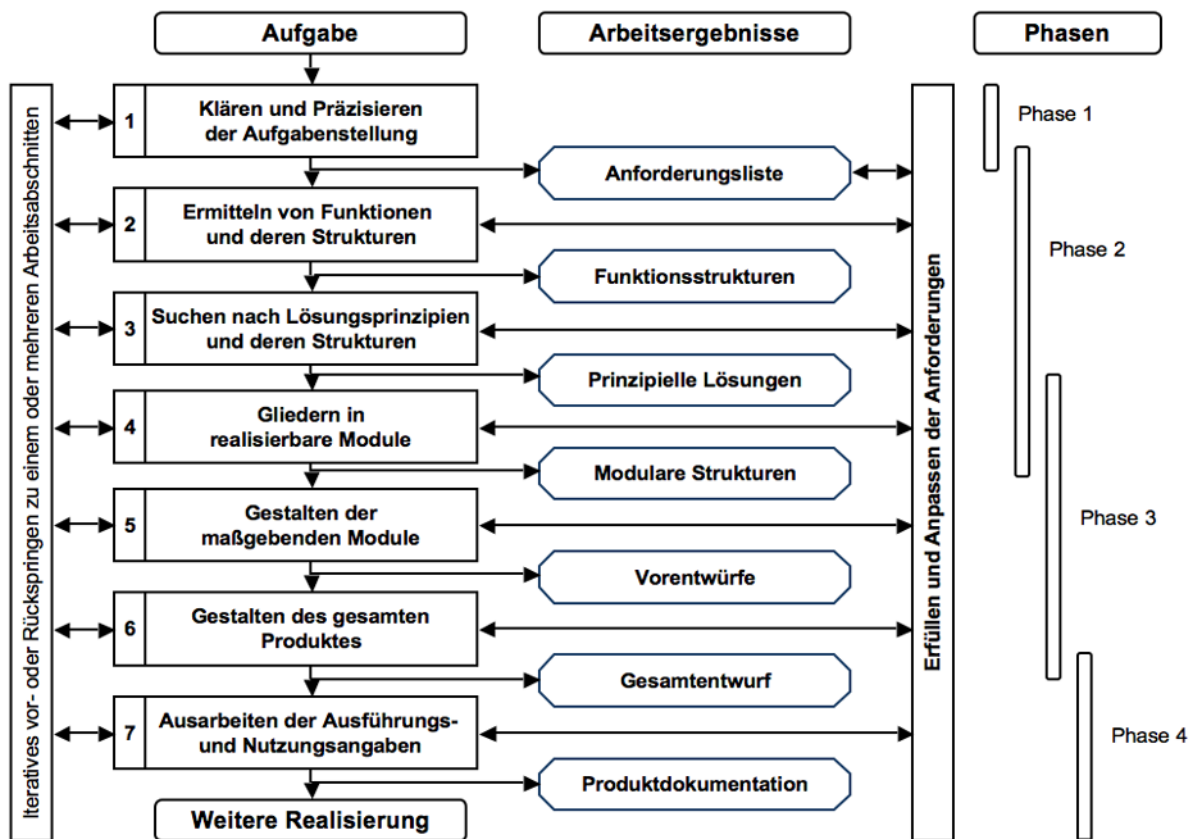 Aufgabe
Arbeitsergebnisse
Phasen
Iteratives vor- oder Rückspringen zu einem oder mehreren Arbeitsabschnitten
1
Klären und Präzisieren
der Aufgabenstellung
Anforderungsliste
2
Ermitteln von Funktionen
und deren Strukturen
Funktionsstrukturen
3
Suchen nach Lösungsprinzipien
und deren Strukturen
Prinzipielle Lösungen
4
Gliedern in
realisierbare Module
Modulare Strukturen
5
Gestalten der
maßgebenden Module
Vorentwürfe
6
Gestalten des gesamten
Produktes
Gesamtentwurf
7
Ausarbeiten der Ausführungs-
und Nutzungsangaben
Produktdokumentation
Weitere Realisierung
Erfüllen und Anpassen der Anforderungen
Phase 1
Phase 2
Phase 3
Phase 4